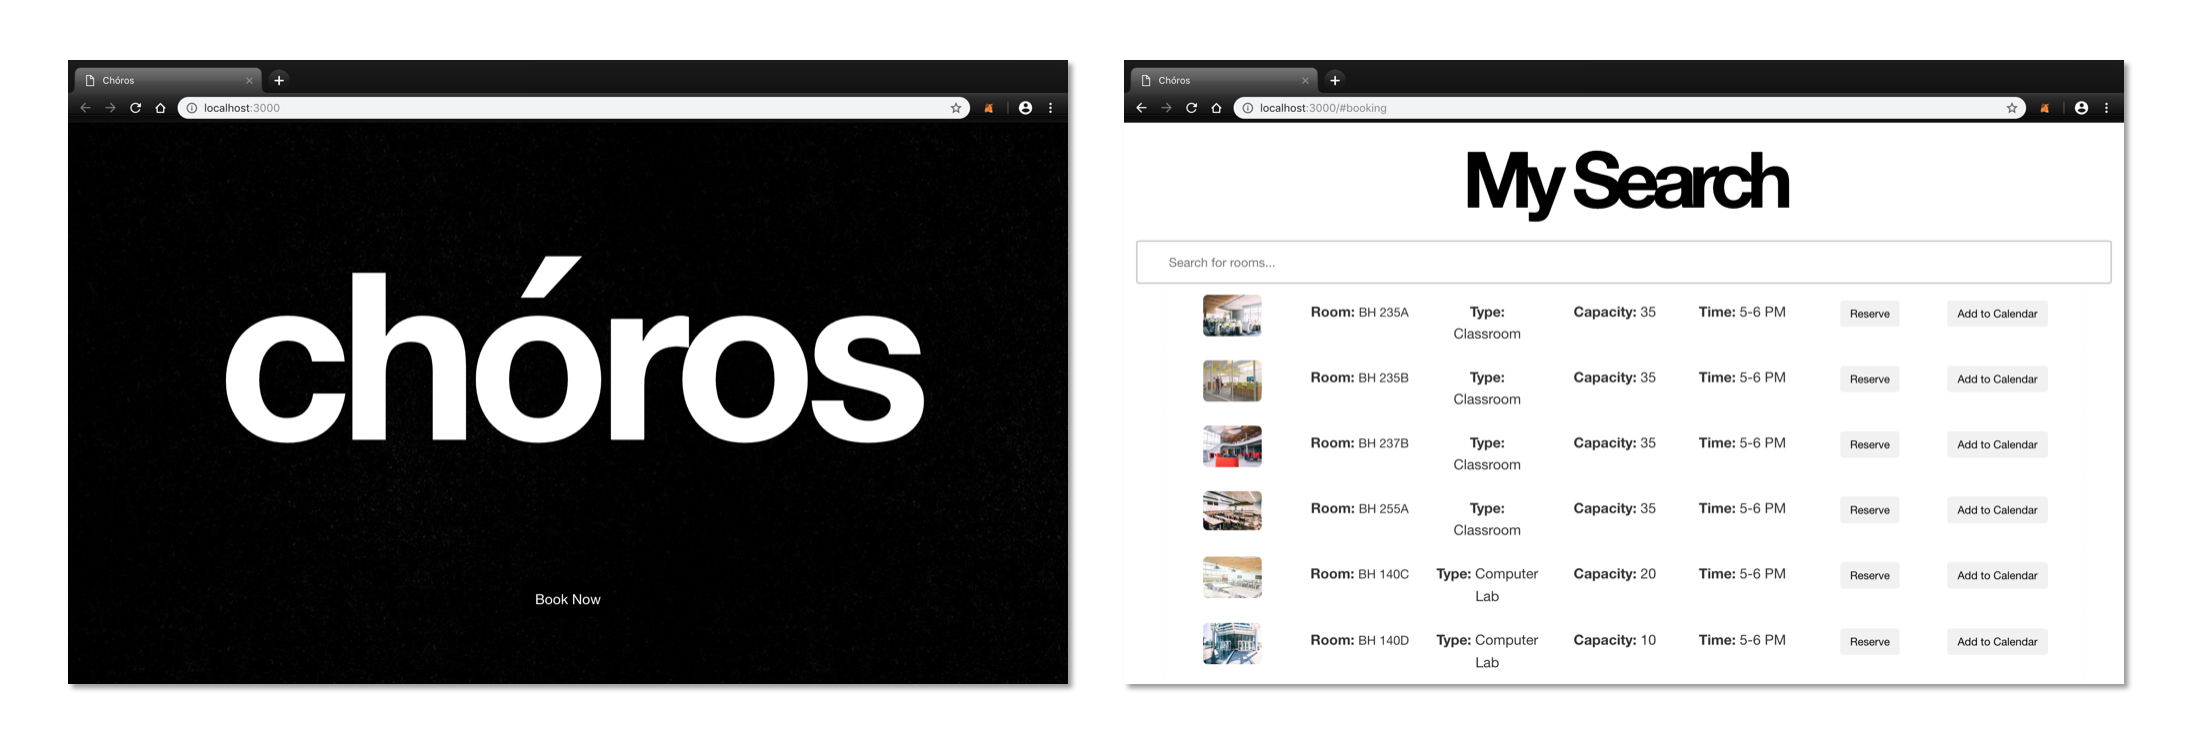 Chóros
localhost:3000
chóros
Book Now
Chóros
localhost:3000/#booking
My Search
Search for rooms...
Room: BH 235A Type: Classroom Capacity: 35 Time: 5-6 PM Reserve Add to Calendar
Room: BH 235B Type: Classroom Capacity: 35 Time: 5-6 PM Reserve Add to Calendar
Room: BH 237B Type: Classroom Capacity: 35 Time: 5-6 PM Reserve Add to Calendar
Room: BH 255A Type: Classroom Capacity: 35 Time: 5-6 PM Reserve Add to Calendar
Room: BH 140C Type: Computer Lab Capacity: 20 Time: 5-6 PM Reserve Add to Calendar
Room: BH 140D Type: Computer Lab Capacity: 10 Time: 5-6 PM Reserve Add to Calendar